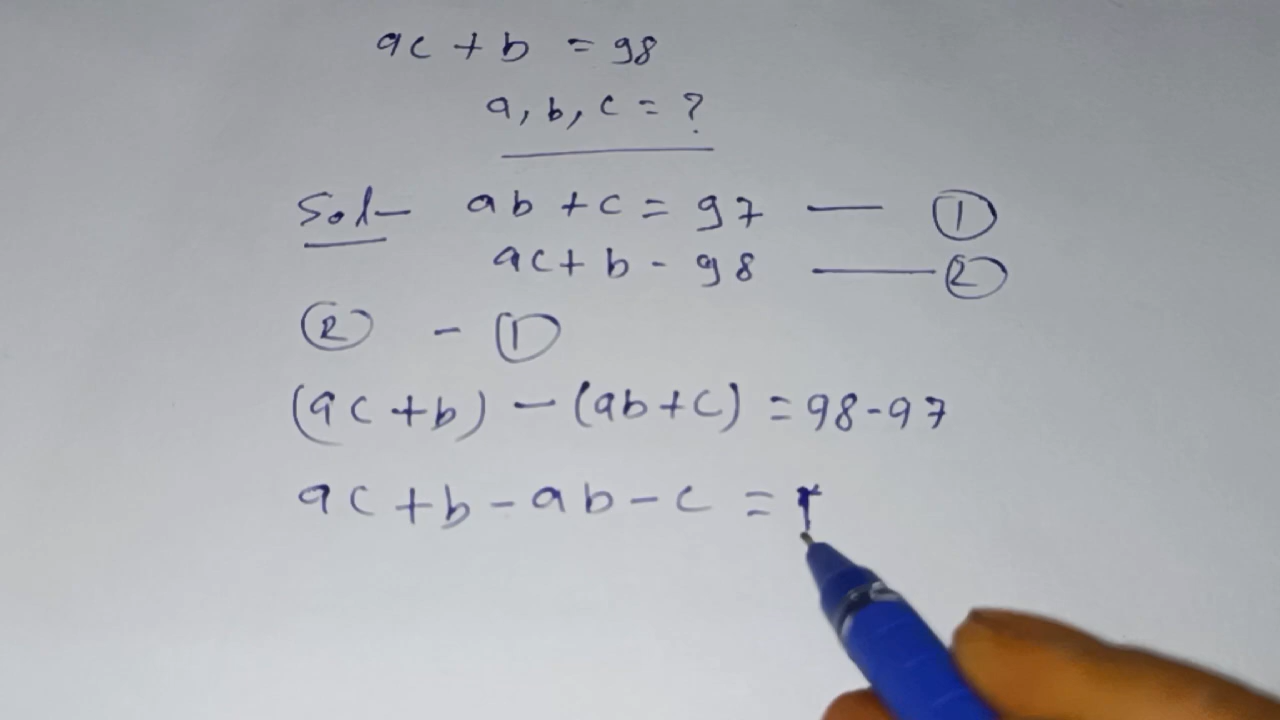 ac + b = 98
a, b, c = ?
Sol- ab + c = 97 — ①
ac + b - 98 — ②
② - ①
(ac + b) - (ab + c) = 98 - 97
ac + b - ab - c = 1